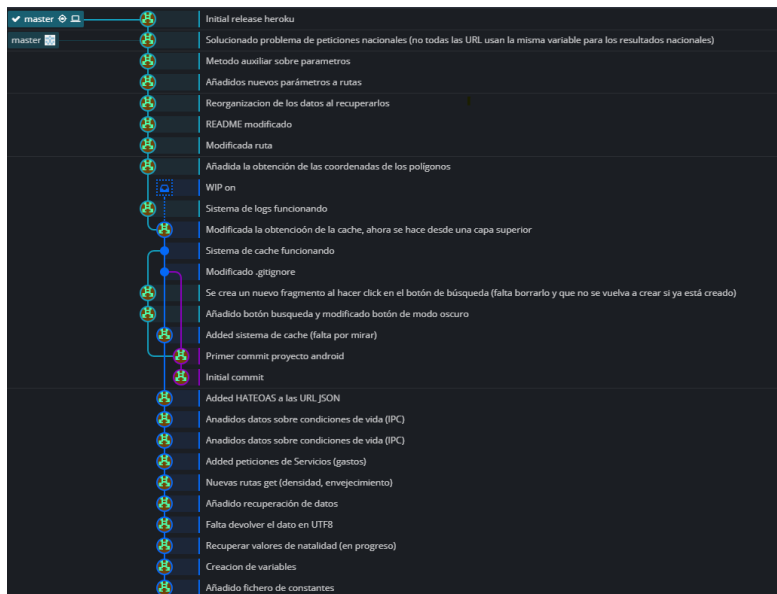 master Initial release heroku
master Solucionado problema de peticiones nacionales (no todas las URL usan la misma variable para los resultados nacionales)
Metodo auxiliar sobre parametros
Añadidos nuevos parámetros a rutas
Reorganizacion de los datos al recuperarlos
README modificado
Modificada ruta
Añadida la obtención de las coordenadas de los polígonos
WIP on
Sistema de logs funcionando
Modificada la obtencioón de la cache, ahora se hace desde una capa superior
Sistema de cache funcionando
Modificado .gitignore
Se crea un nuevo fragmento al hacer click en el botón de búsqueda (falta borrarlo y que no se vuelva a crear si ya está creado)
Añadido botón busqueda y modificado botón de modo oscuro
Added sistema de cache (falta por mirar)
Primer commit proyecto android
Initial commit
Added HATEOAS a las URL JSON
Anadidos datos sobre condiciones de vida (IPC)
Anadidos datos sobre condiciones de vida (IPC)
Added peticiones de Servicios (gastos)
Nuevas rutas get (densidad, envejecimiento)
Añadido recuperación de datos
Falta devolver el dato en UTF8
Recuperar valores de natalidad (en progreso)
Creacion de variables
Añadido fichero de constantes